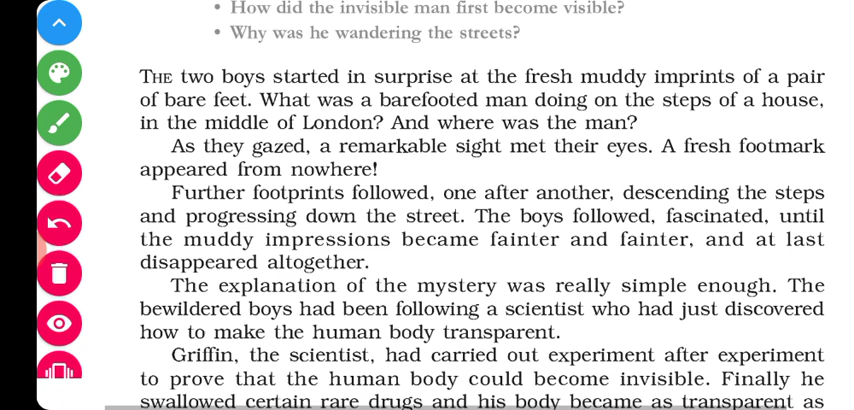 • How did the invisible man first become visible?
• Why was he wandering the streets?
THE two boys started in surprise at the fresh muddy imprints of a pair
of bare feet. What was a barefooted man doing on the steps of a house,
in the middle of London? And where was the man?
As they gazed, a remarkable sight met their eyes. A fresh footmark
appeared from nowhere!
Further footprints followed, one after another, descending the steps
and progressing down the street. The boys followed, fascinated, until
the muddy impressions became fainter and fainter, and at last
disappeared altogether.
The explanation of the mystery was really simple enough. The
bewildered boys had been following a scientist who had just discovered
how to make the human body transparent.
Griffin, the scientist, had carried out experiment after experiment
to prove that the human body could become invisible. Finally he
swallowed certain rare drugs and his body became as transparent as